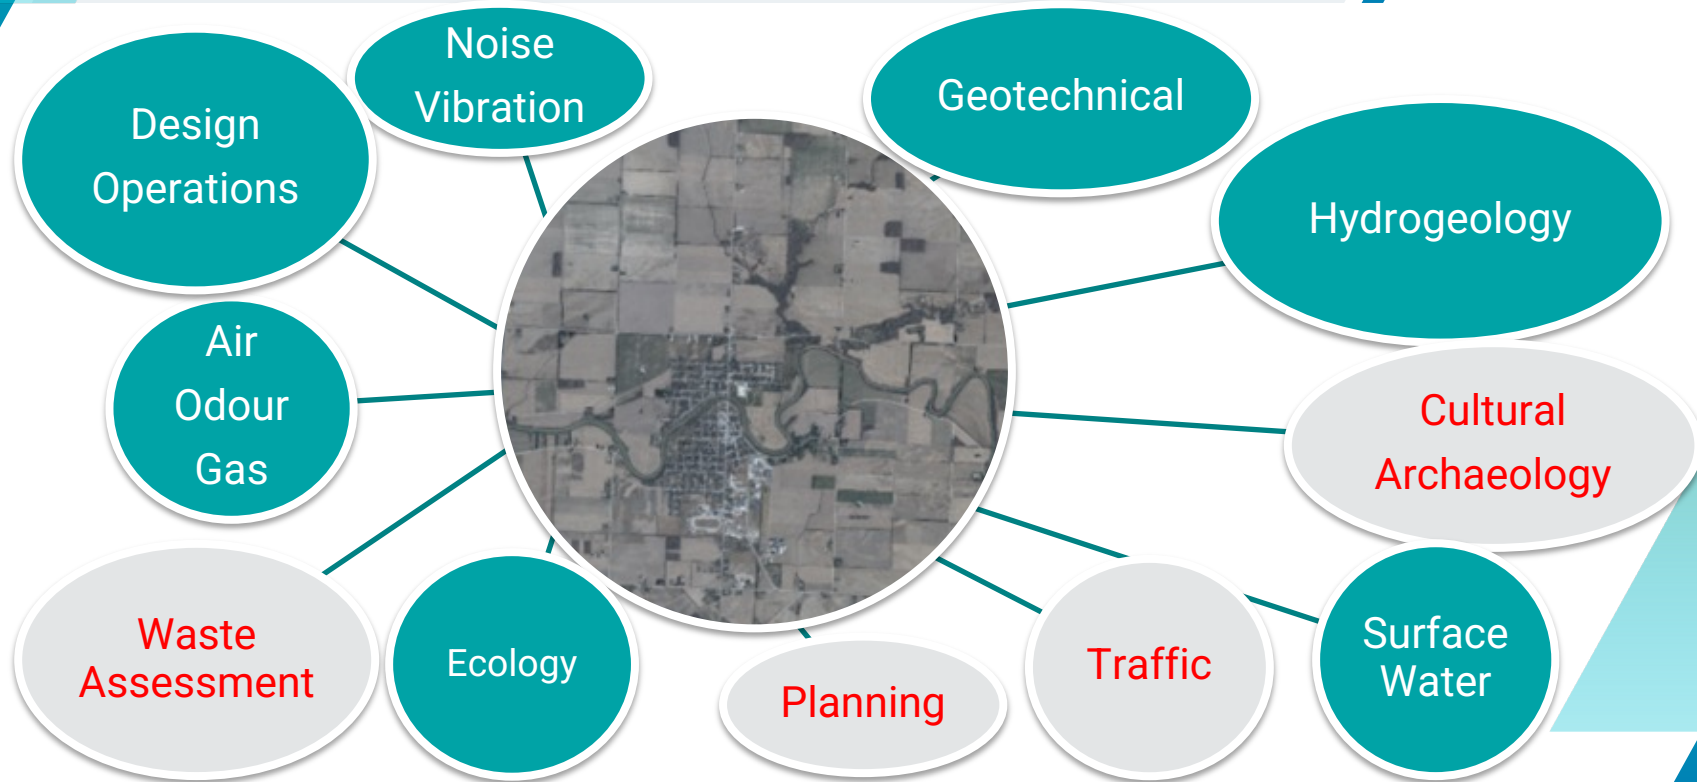 Noise
Vibration
Design
Operations
Geotechnical
Hydrogeology
Air
Odour
Gas
Cultural
Archaeology
Waste
Assessment
Ecology
Planning
Traffic
Surface
Water